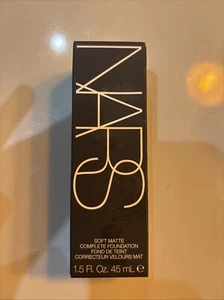 NARS
SOFT MATTE
COMPLETE FOUNDATION
FOND DE TEINT
CORRECTEUR VELOURS MAT
1.5 Fl. Oz. 45 mL ℮